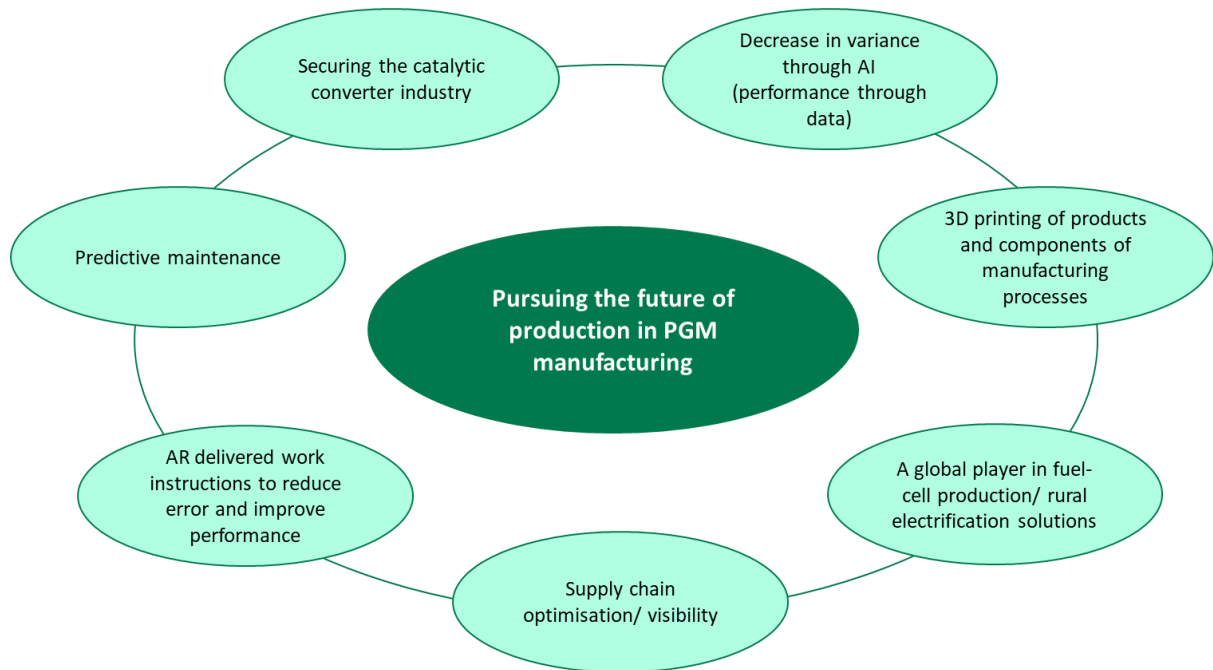 Securing the catalytic
converter industry
Decrease in variance
through AI
(performance through
data)
Predictive maintenance
3D printing of products
and components of
manufacturing
processes
Pursuing the future of
production in PGM
manufacturing
AR delivered work
instructions to reduce
error and improve
performance
A global player in fuel-
cell production/ rural
electrification solutions
Supply chain
optimisation/ visibility